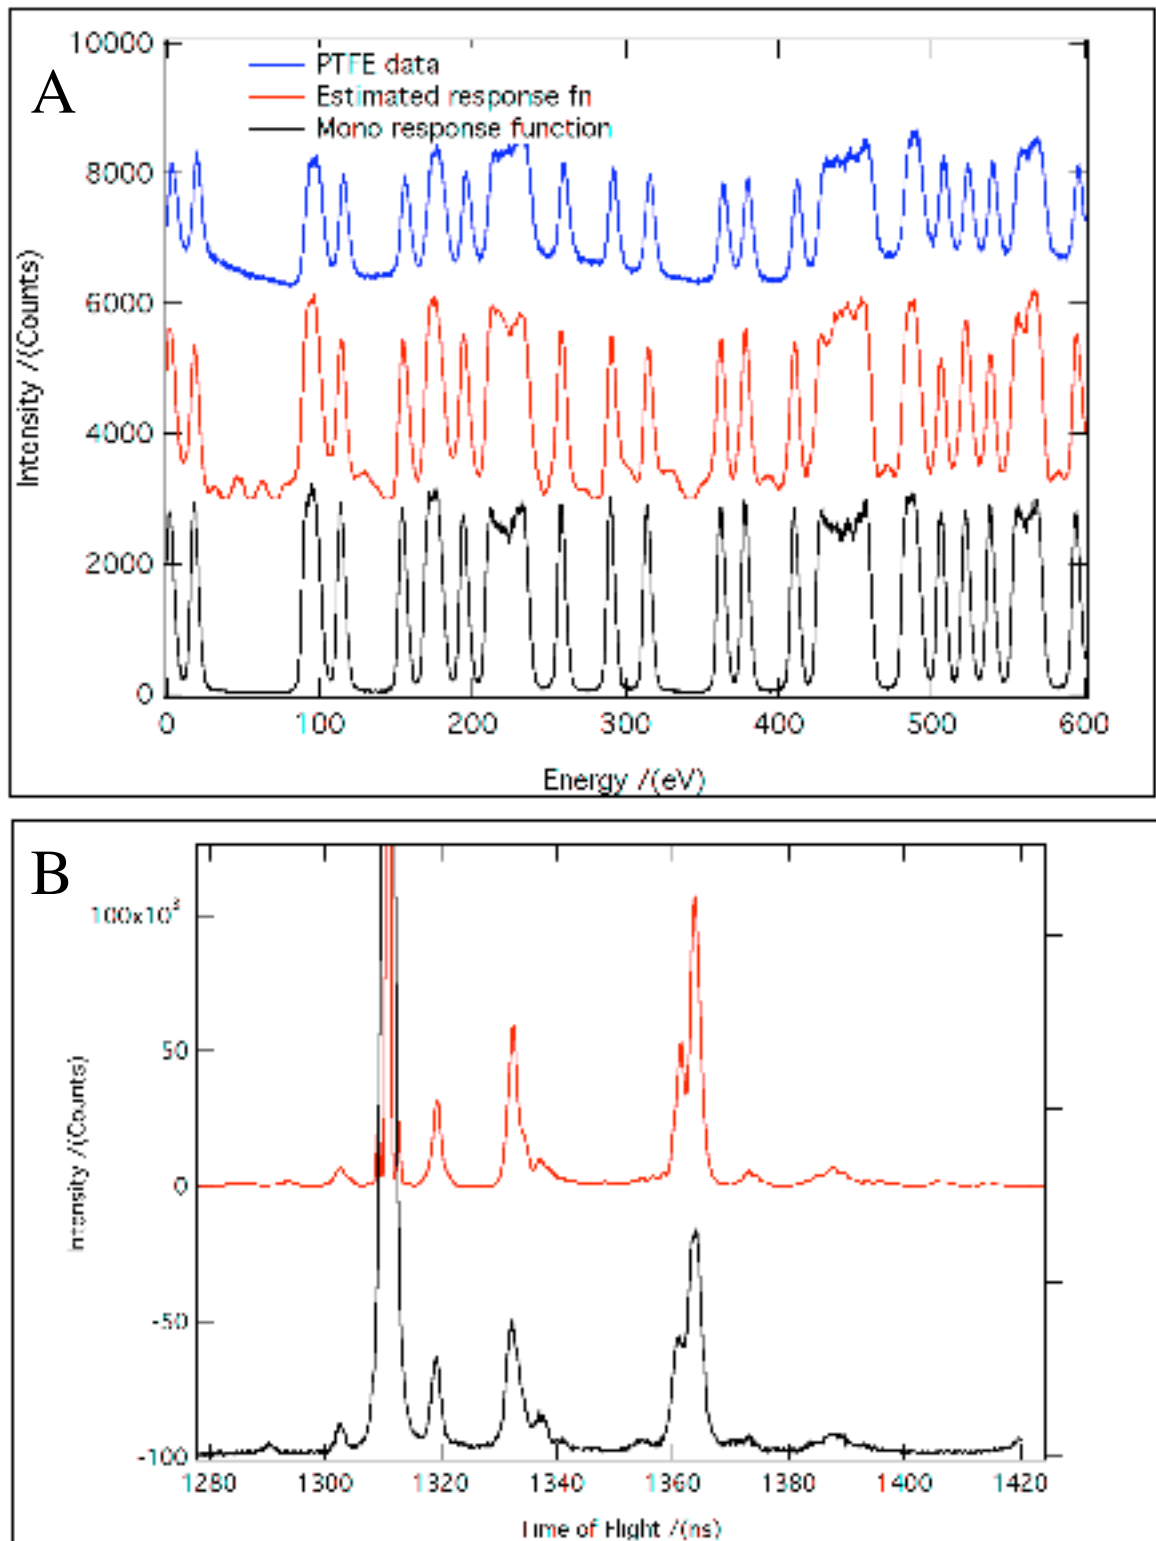 A
10000
PTFE data
Estimated response fn
Mono response function
8000
6000
4000
2000
0
Intensity /(Counts)
0 100 200 300 400 500 600
Energy /(eV)
B
100x10³
50
0
-50
-100
Intensity /(Counts)
1280 1300 1320 1340 1360 1380 1400 1420
Time of Flight /(ns)